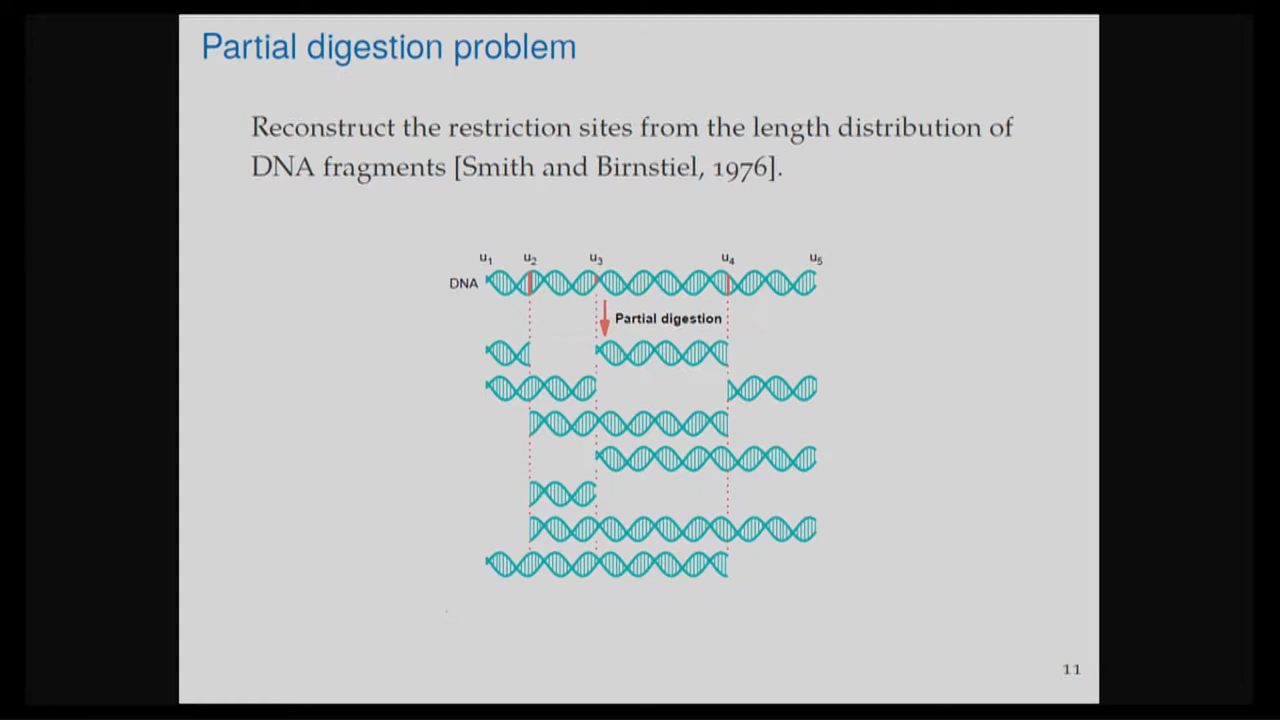 Partial digestion problem
Reconstruct the restriction sites from the length distribution of
DNA fragments [Smith and Birnstiel, 1976].
u1 u2 u3 u4 u5
DNA
Partial digestion
11